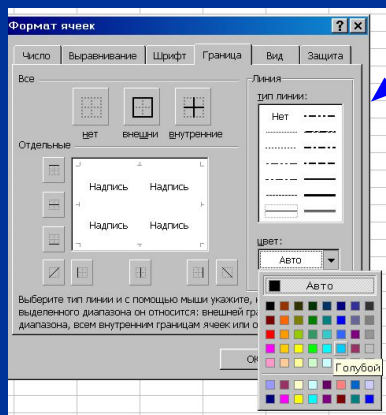 Формат ячеек
Число Выравнивание Шрифт Граница Вид Защита
Все
нет внешни внутренние
Отдельные
Надпись Надпись
Надпись Надпись
Линия
тип линии:
Нет
цвет:
Авто
Авто
Голубой
Выберите тип линии и с помощью мыши укажите,
выделенного диапазона он относится: внешней гра
диапазона, всем внутренним границам ячеек или о